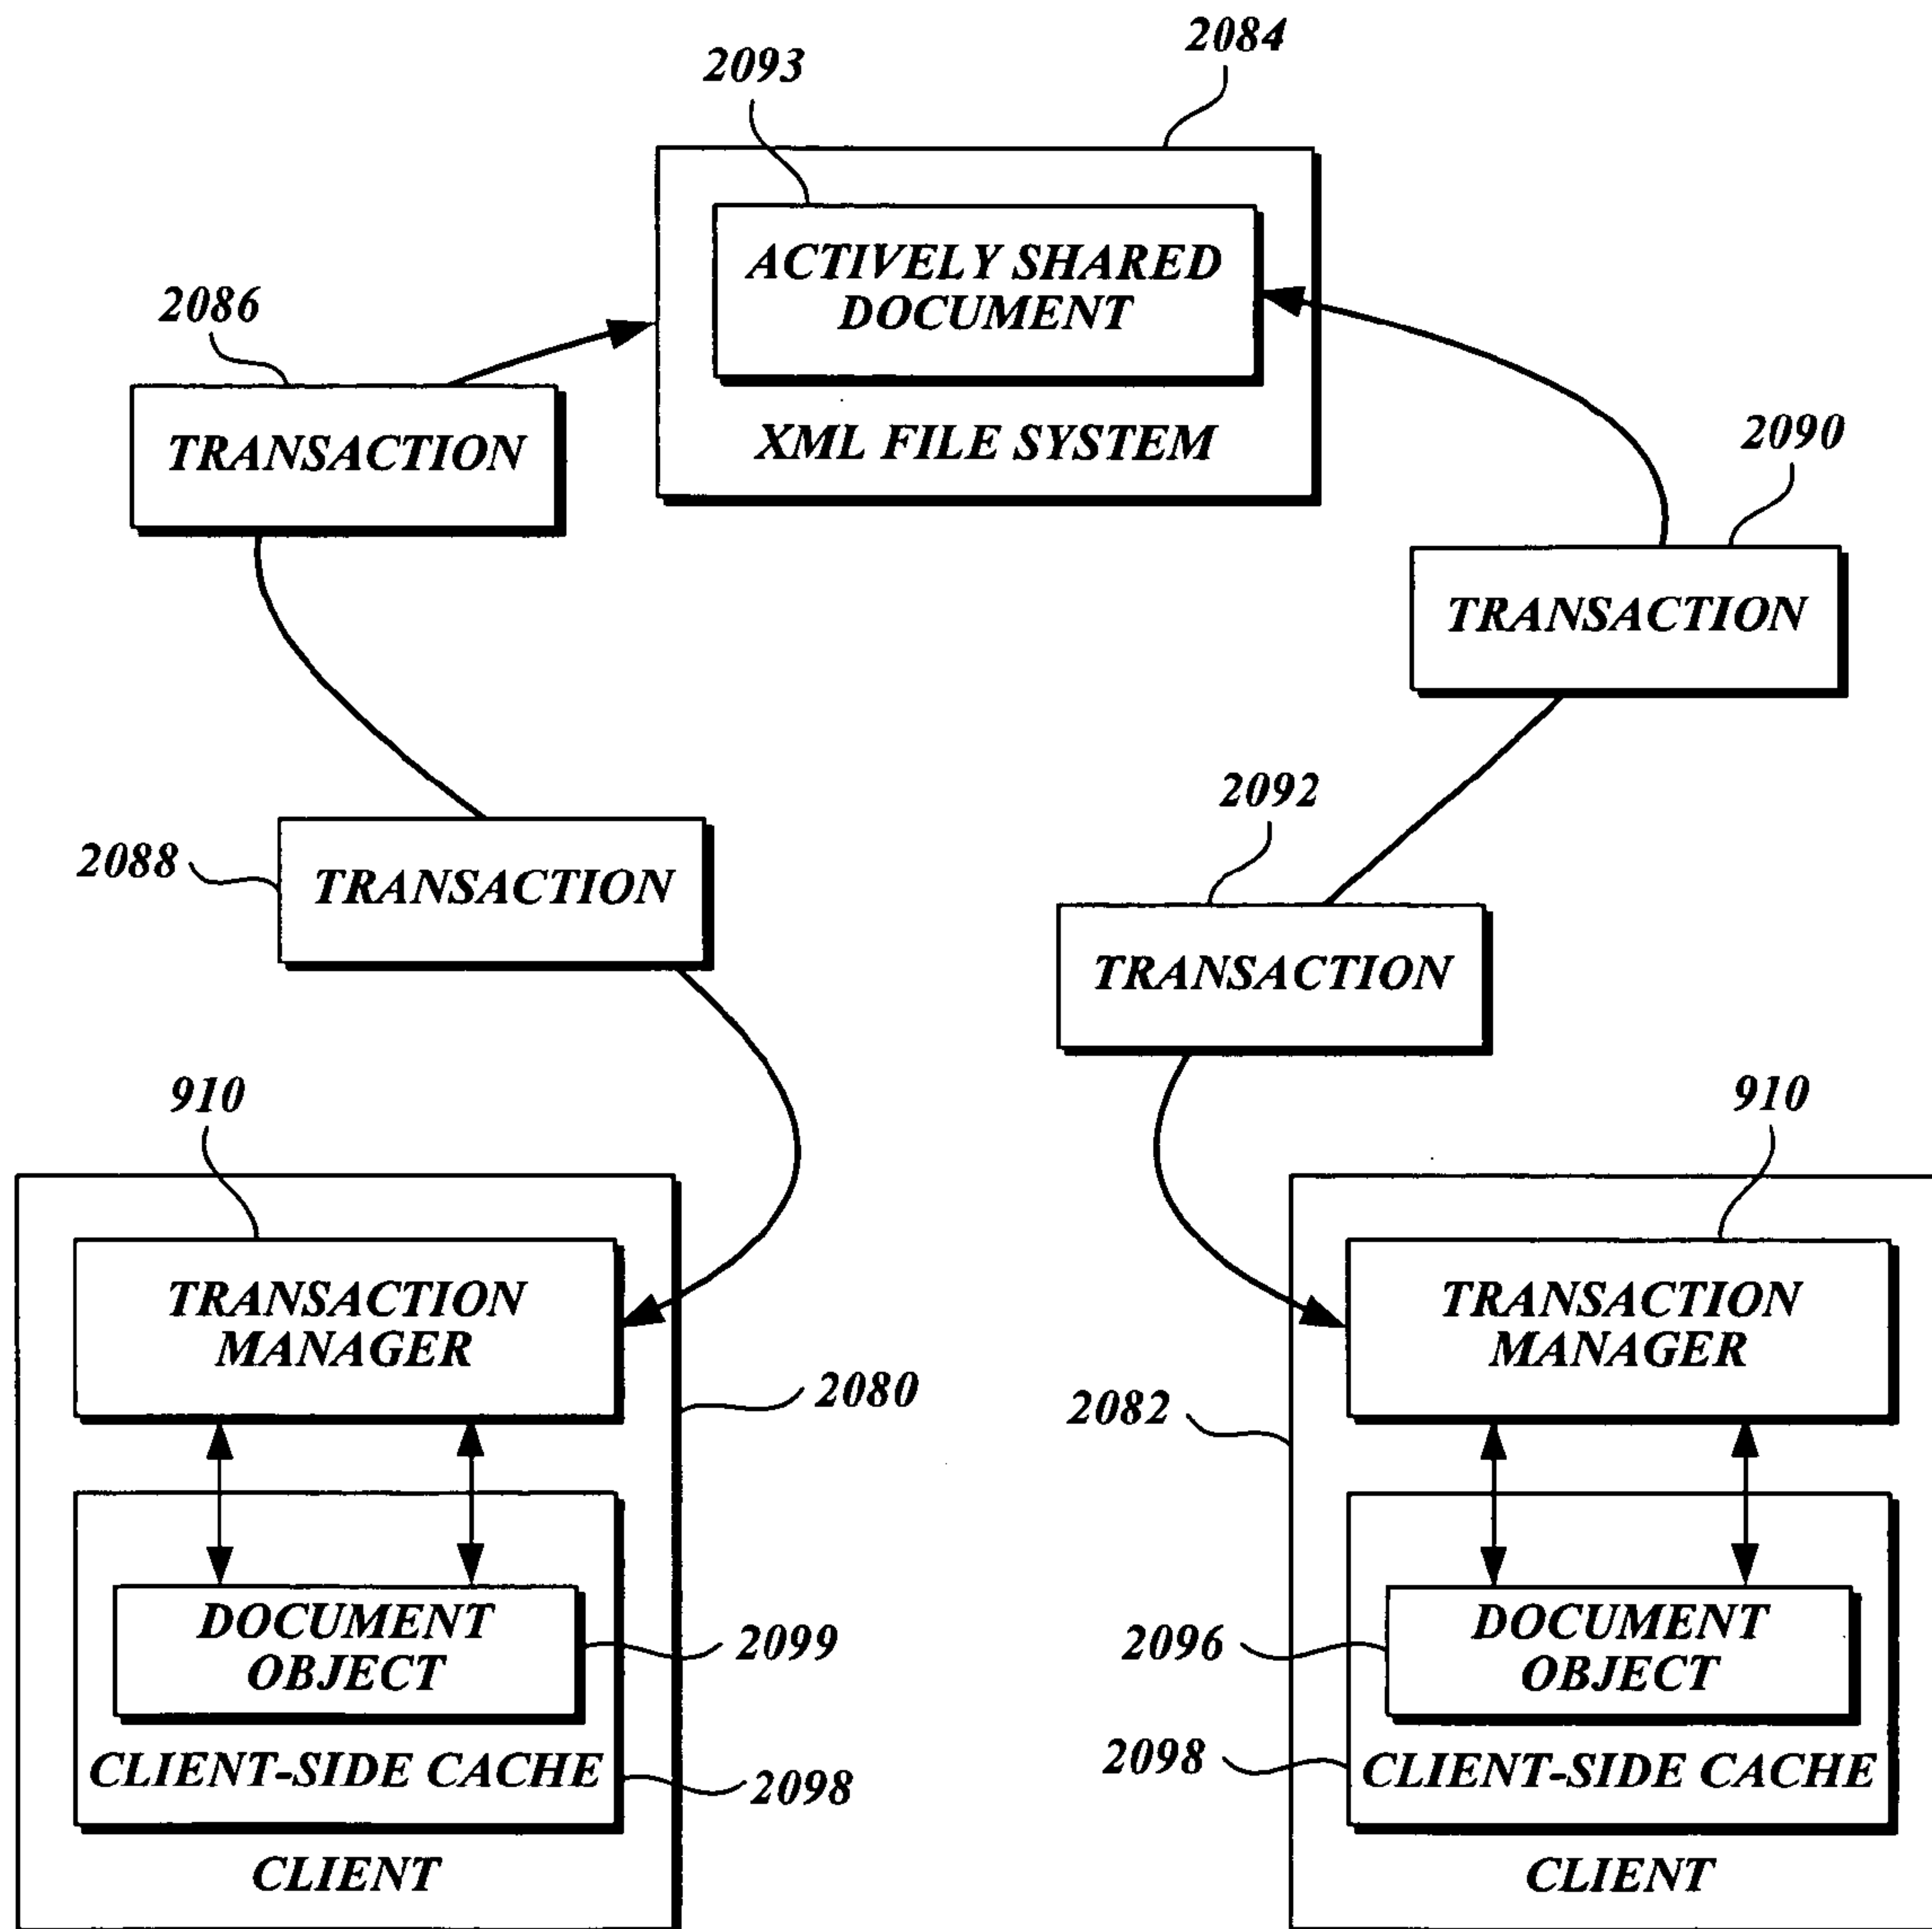 2084
2093
ACTIVELY SHARED
DOCUMENT
XML FILE SYSTEM
2086
TRANSACTION
2090
TRANSACTION
2088
TRANSACTION
2092
TRANSACTION
910
TRANSACTION
MANAGER
2080
DOCUMENT
OBJECT
2099
CLIENT-SIDE CACHE
2098
CLIENT
910
TRANSACTION
MANAGER
2082
DOCUMENT
OBJECT
2096
CLIENT-SIDE CACHE
2098
CLIENT